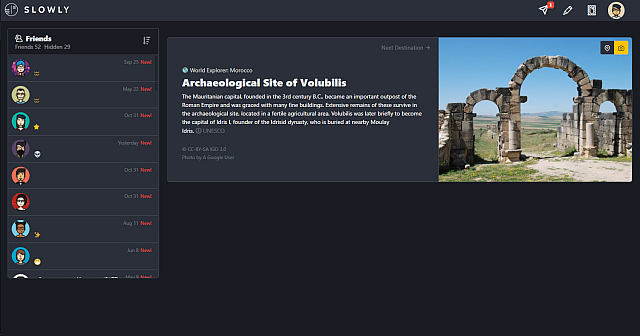 SLOWLY
1
Friends
Friends 52 Hidden 29
Sep 25 New!
May 23 New!
Oct 31 New!
Yesterday New!
Oct 31 New!
Oct 31 New!
Aug 11 New!
Jun 8 New!
May 8 New!
Next Destination →
World Explorer: Morocco
Archaeological Site of Volubilis
The Mauritanian capital, founded in the 3rd century B.C., became an important outpost of the
Roman Empire and was graced with many fine buildings. Extensive remains of these survive in
the archaeological site, located in a fertile agricultural area. Volubilis was later briefly to become
the capital of Idris I, founder of the Idrisid dynasty, who is buried at nearby Moulay
Idris. ⓘ UNESCO
© CC-BY-SA IGO 3.0
Photo by A Google User